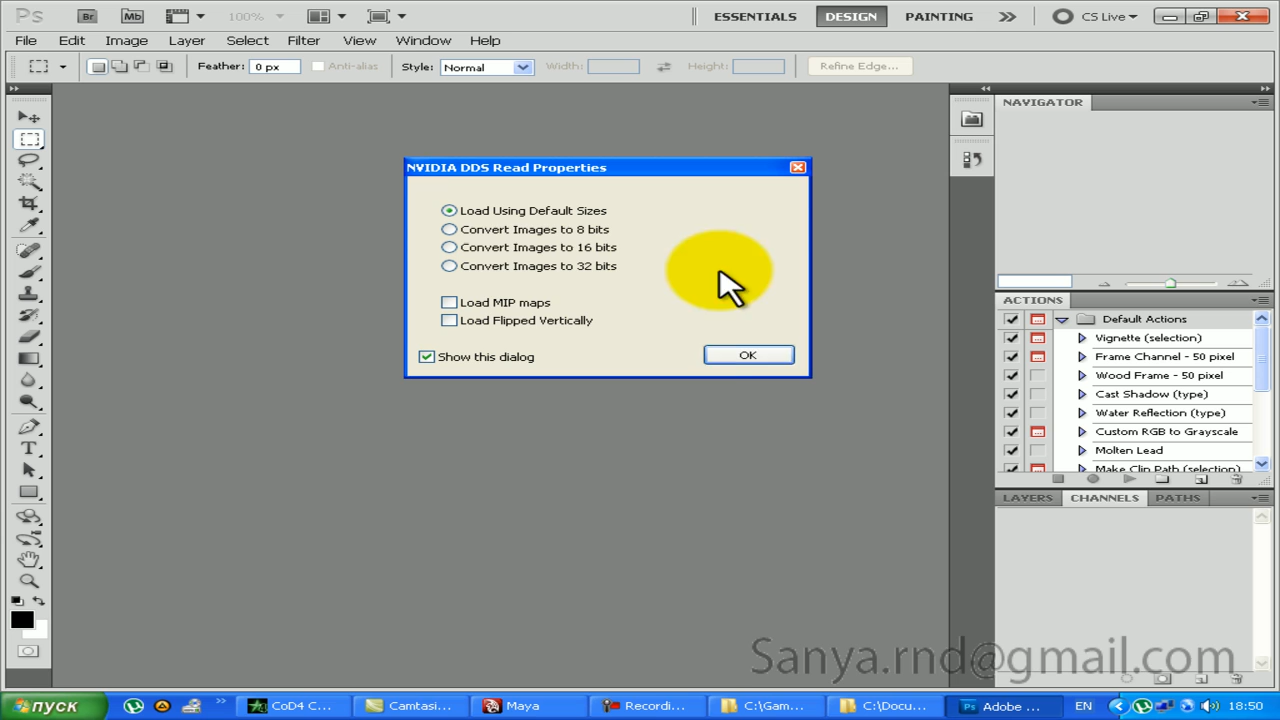 Ps Br Mb 100% ESSENTIALS DESIGN PAINTING CS Live
File Edit Image Layer Select Filter View Window Help
Feather: 0 px Anti-alias Style: Normal Width: Height: Refine Edge...
NAVIGATOR
NVIDIA DDS Read Properties
Load Using Default Sizes
Convert Images to 8 bits
Convert Images to 16 bits
Convert Images to 32 bits
Load MIP maps
Load Flipped Vertically
Show this dialog
OK
ACTIONS
Default Actions
Vignette (selection)
Frame Channel - 50 pixel
Wood Frame - 50 pixel
Cast Shadow (type)
Water Reflection (type)
Custom RGB to Grayscale
Molten Lead
Make Clip Path (selection)
LAYERS CHANNELS PATHS
Sanya.rnd@gmail.com
пуск CoD4 C... Camtasi... Maya Recordi... C:\Gam... C:\Docu... Ps Adobe ... EN 18:50